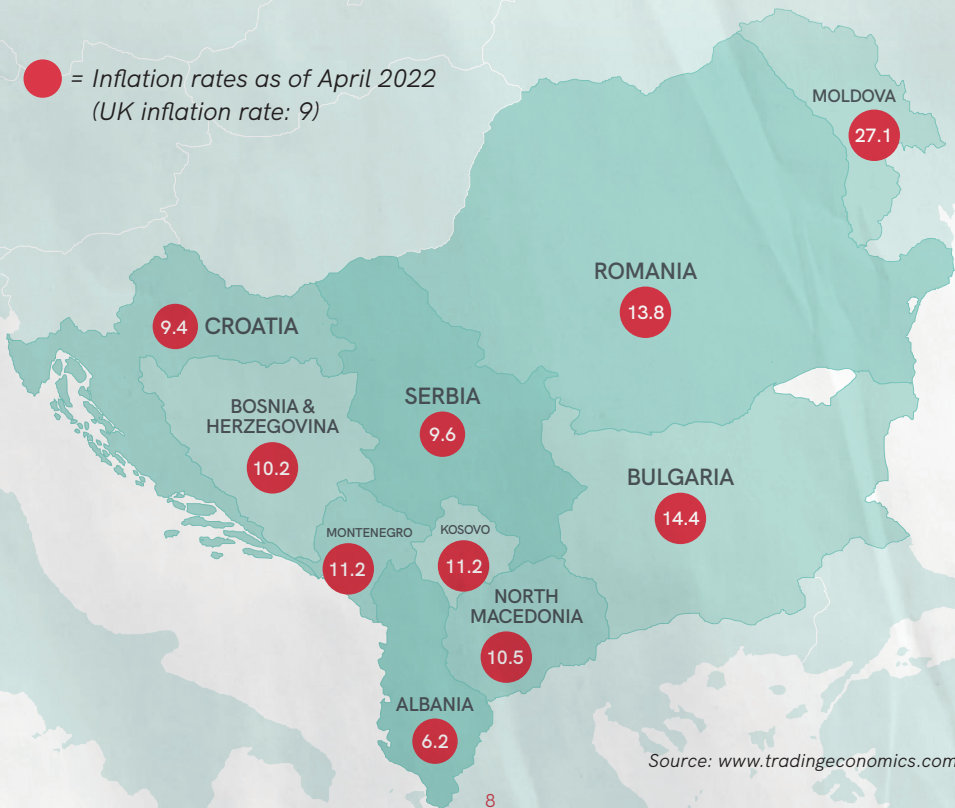 = Inflation rates as of April 2022
(UK inflation rate: 9)
MOLDOVA
27.1
ROMANIA
13.8
9.4 CROATIA
SERBIA
9.6
BOSNIA &
HERZEGOVINA
10.2
BULGARIA
14.4
MONTENEGRO
11.2
KOSOVO
11.2
NORTH
MACEDONIA
10.5
ALBANIA
6.2
Source: www.tradingeconomics.com
8